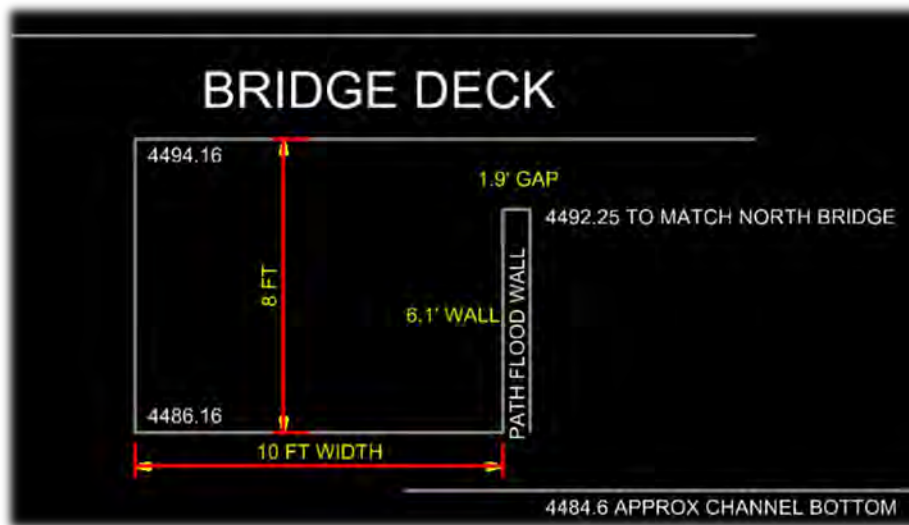 BRIDGE DECK
4494.16
1.9' GAP
4492.25 TO MATCH NORTH BRIDGE
8 FT
6.1' WALL
PATH FLOOD WALL
4486.16
10 FT WIDTH
4484.6 APPROX CHANNEL BOTTOM